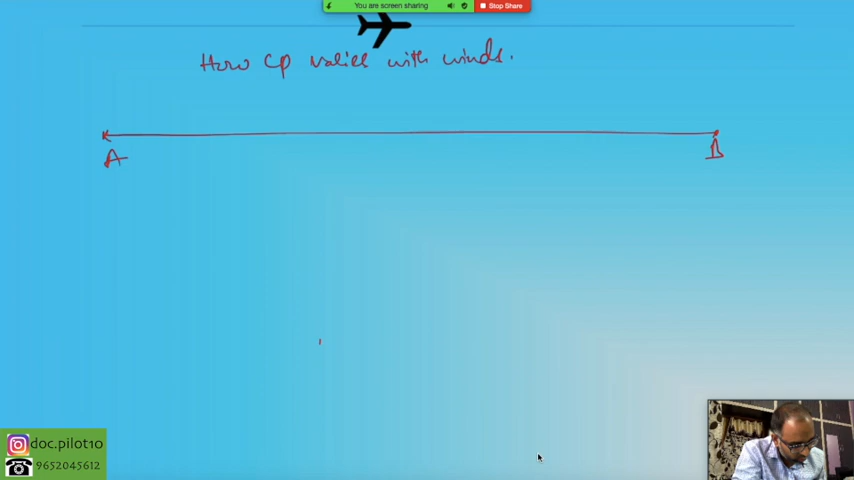 You are screen sharing
Stop Share
How CP varies with winds.
A
B
doc.pilot10
9652045612